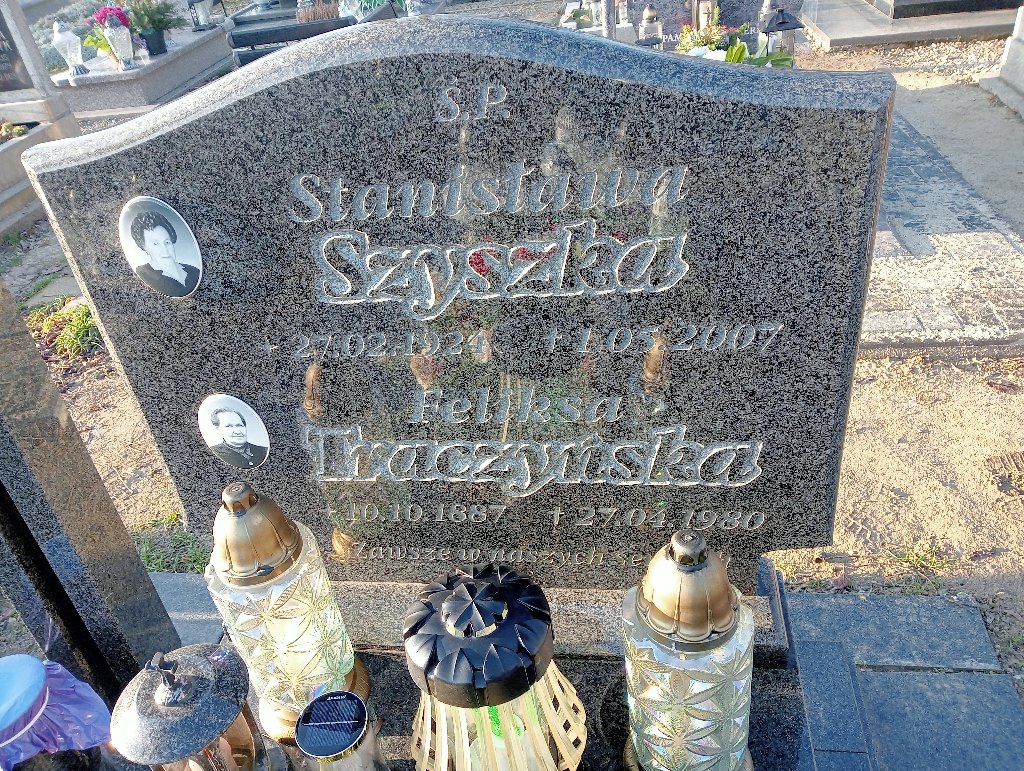 Ś.P.
Stanisława
Szyszka
* 27.02.1924 † 1.05.2007
Feliksa
Traczyńska
* 10.10.1887 † 27.04.1980
Zawsze w naszych